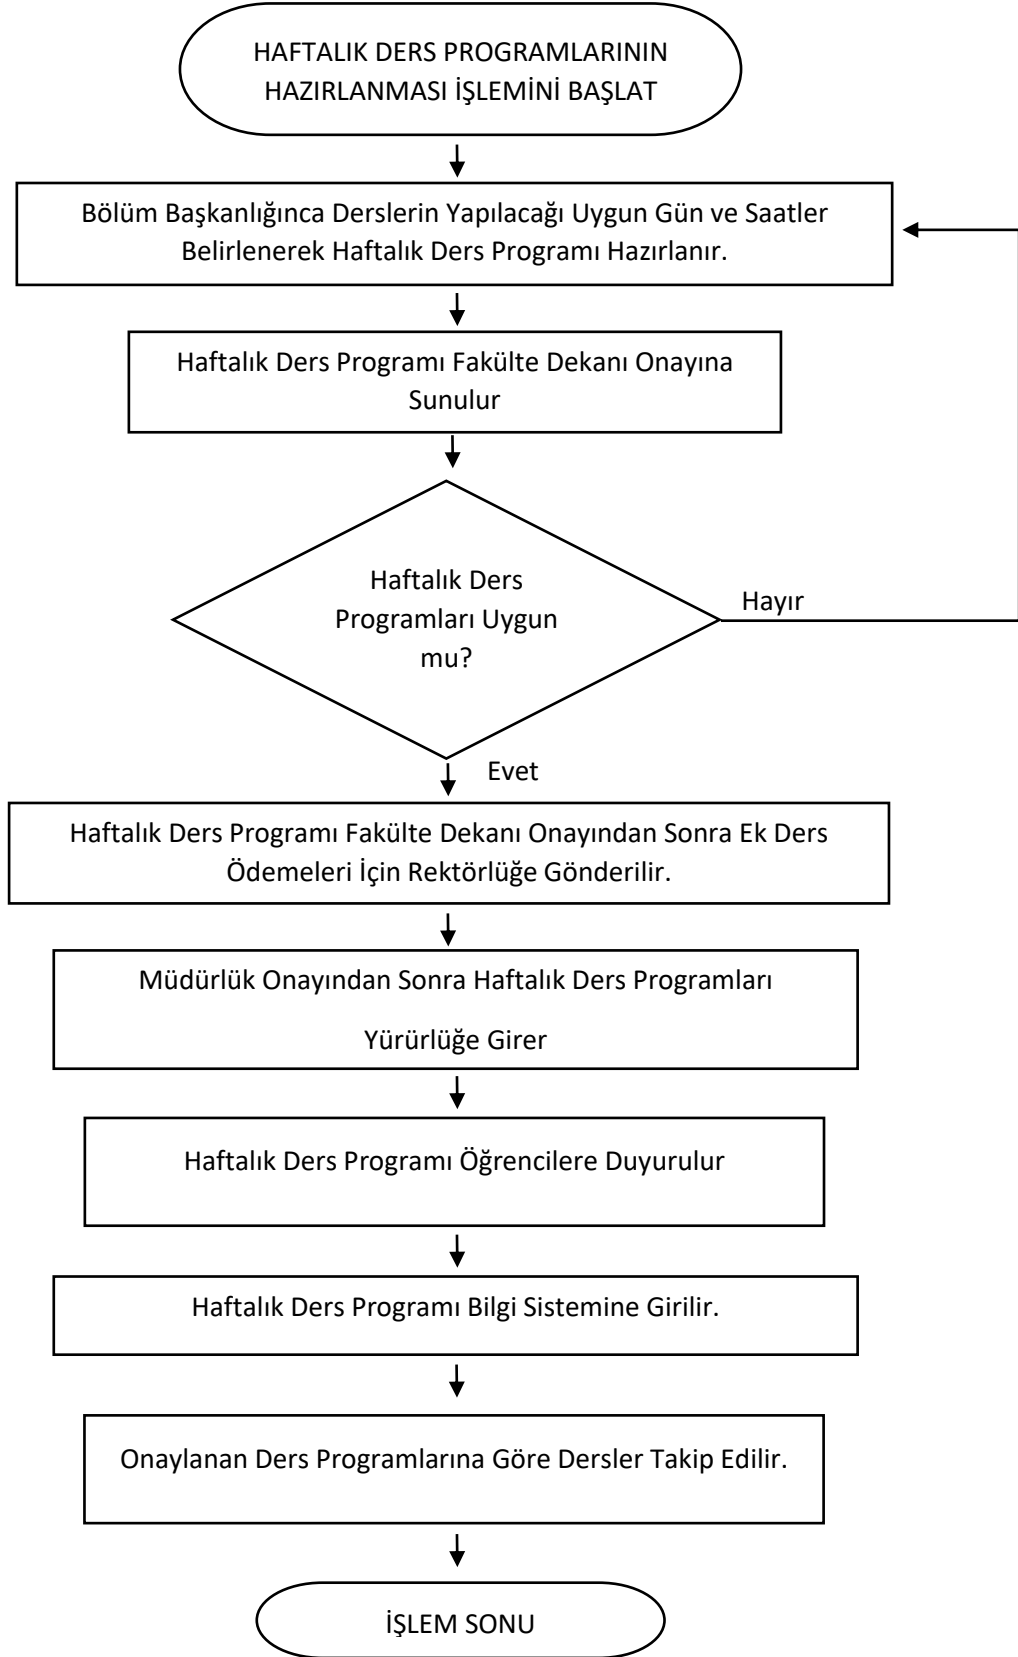 HAFTALIK DERS PROGRAMLARININ
HAZIRLANMASI İŞLEMİNİ BAŞLAT
Bölüm Başkanlığınca Derslerin Yapılacağı Uygun Gün ve Saatler
Belirlenerek Haftalık Ders Programı Hazırlanır.
Haftalık Ders Programı Fakülte Dekanı Onayına
Sunulur
Haftalık Ders
Programları Uygun
mu?
Hayır
Evet
Haftalık Ders Programı Fakülte Dekanı Onayından Sonra Ek Ders
Ödemeleri İçin Rektörlüğe Gönderilir.
Müdürlük Onayından Sonra Haftalık Ders Programları
Yürürlüğe Girer
Haftalık Ders Programı Öğrencilere Duyurulur
Haftalık Ders Programı Bilgi Sistemine Girilir.
Onaylanan Ders Programlarına Göre Dersler Takip Edilir.
İŞLEM SONU